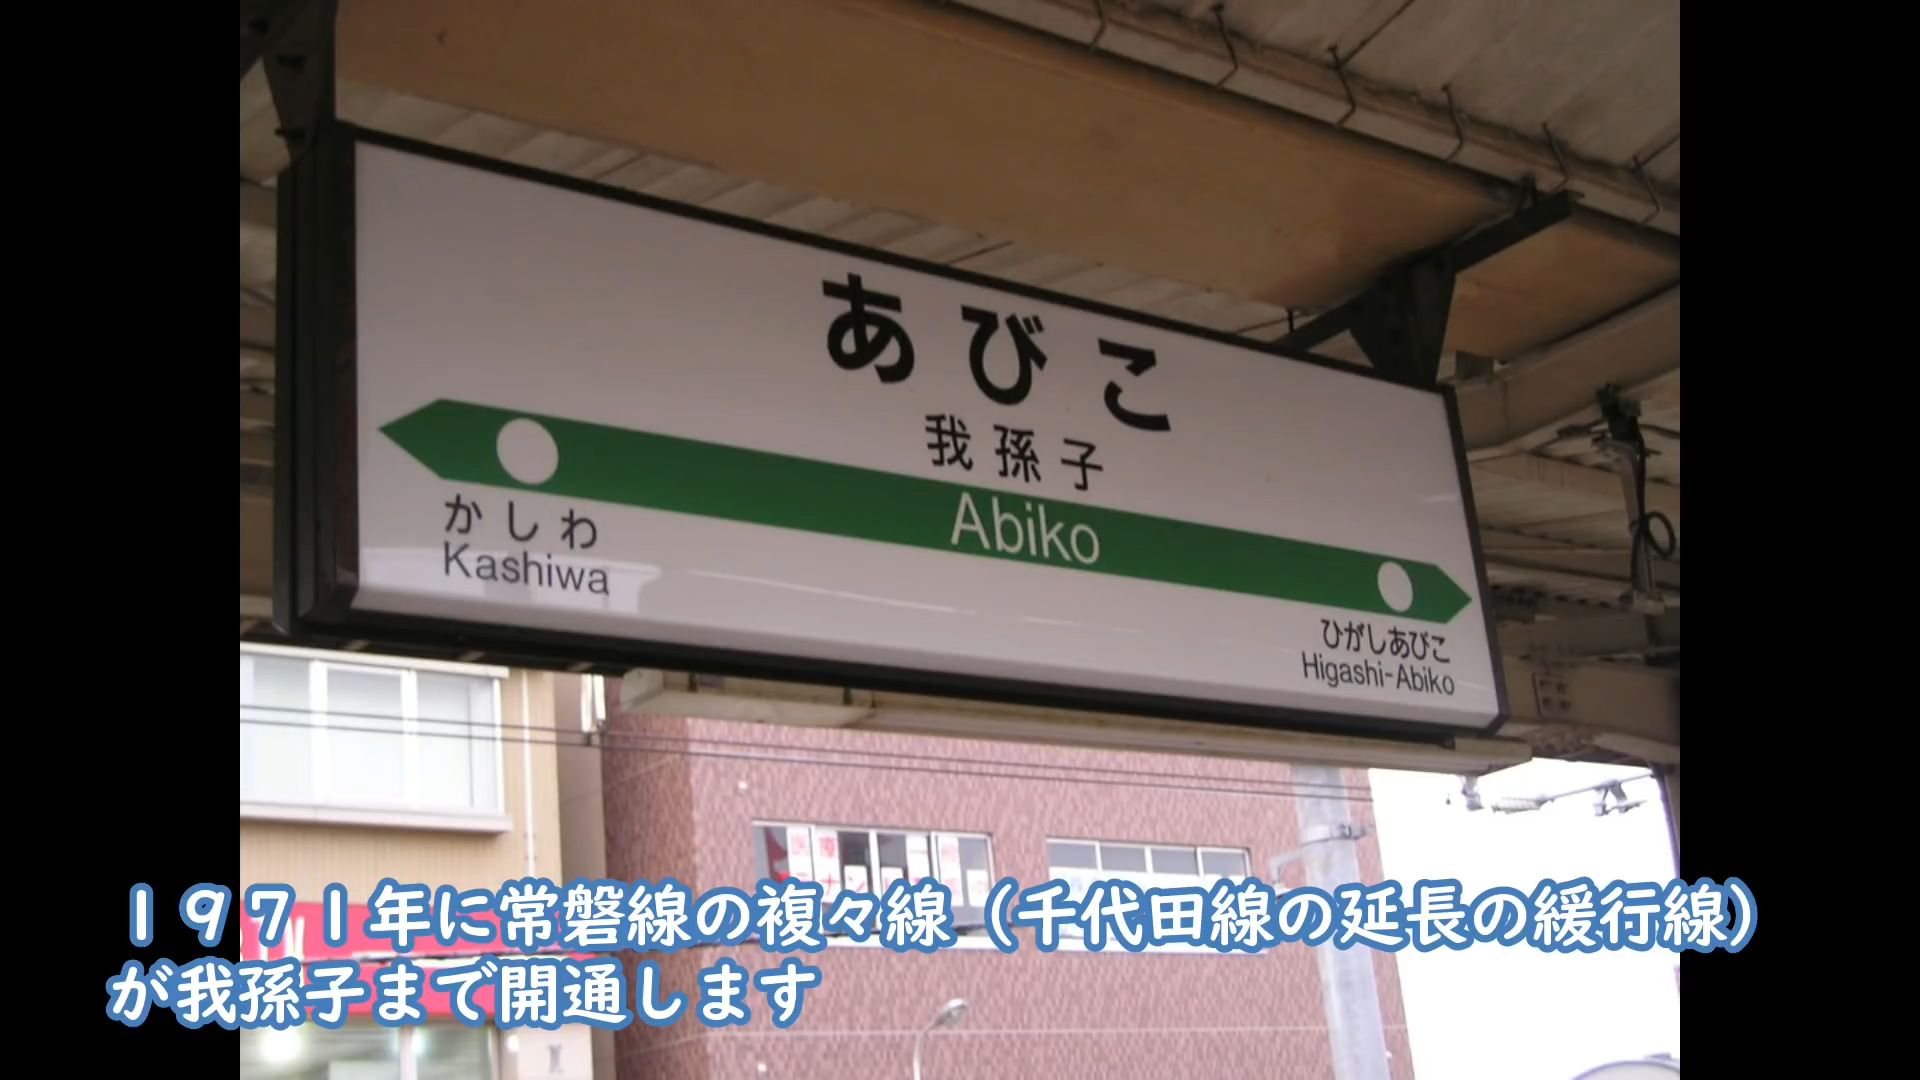 あびこ
我孫子
Abiko
かしわ
Kashiwa
ひがしあびこ
Higashi-Abiko
１９７１年に常磐線の複々線（千代田線の延長の緩行線）
が我孫子まで開通します